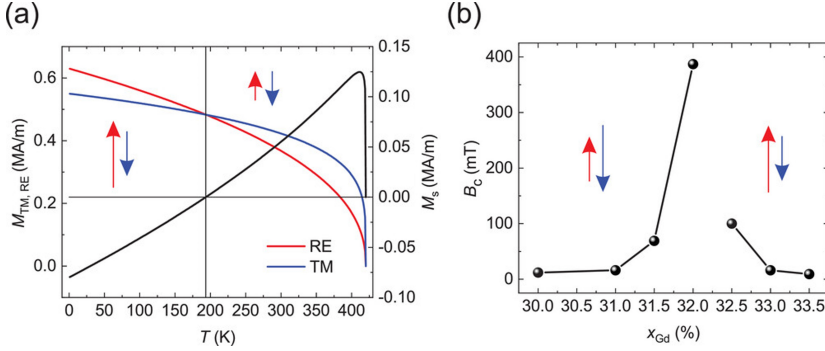 (a)
M_TM, RE (MA/m)
0.6
0.4
0.2
0.0
0.15
0.10
0.05
0.00
-0.05
-0.10
M_s (MA/m)
RE
TM
0 50 100 150 200 250 300 350 400
T (K)
(b)
B_c (mT)
400
300
200
100
0
30.0 30.5 31.0 31.5 32.0 32.5 33.0 33.5
x_Gd (%)